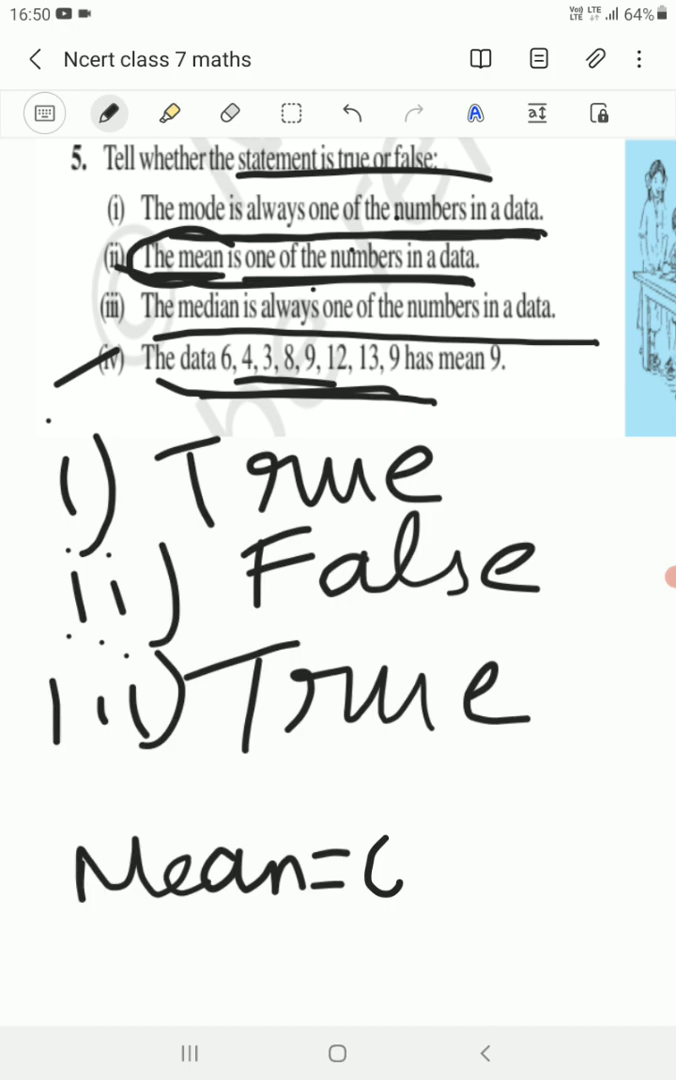 16:50 Vo) LTE LTE 64%
Ncert class 7 maths
5. Tell whether the statement is true or false:
(i) The mode is always one of the numbers in a data.
(ii) The mean is one of the numbers in a data.
(iii) The median is always one of the numbers in a data.
(iv) The data 6, 4, 3, 8, 9, 12, 13, 9 has mean 9.
i) True
ii) False
iii) True
Mean=